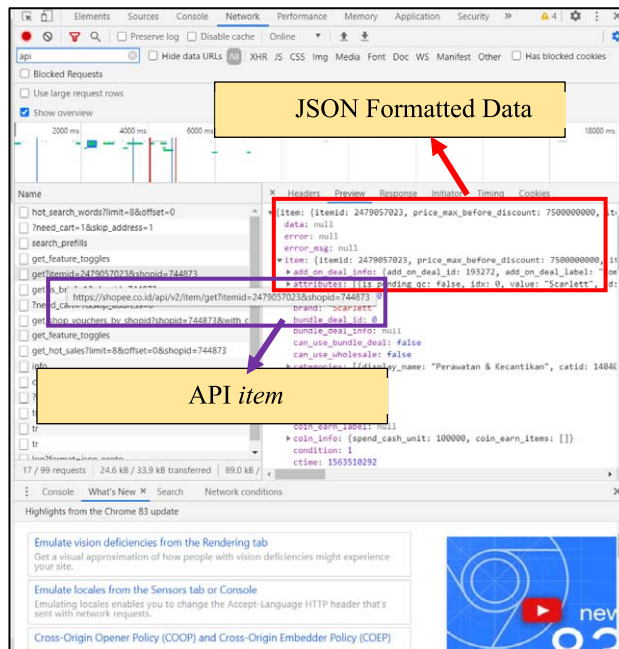 Elements Sources Console Network Performance Memory Application Security » 4
Preserve log Disable cache Online
api Hide data URLs All XHR JS CSS Img Media Font Doc WS Manifest Other Has blocked cookies
Blocked Requests
Use large request rows
Show overview
JSON Formatted Data
2000 ms 4000 ms 6000 ms 18000 ms
Name
hot_search_words?limit=8&offset=0
?need_cart=1&skip_address=1
search_prefills
get_feature_toggles
get?itemid=2479057023&shopid=744873
https://shopee.co.id/api/v2/item/get?itemid=2479057023&shopid=744873
get_shop_vouchers_by_shopid?shopid=744873&with_c
get_feature_toggles
get_hot_sales?limit=8&offset=0&shopid=744873
info
?
tr
tr
tr
log?format=json_proto
17 / 99 requests 24.6 kB / 33.9 kB transferred 89.0 kB /
× Headers Preview Response Initiator Timing Cookies
{item: {itemid: 2479057023, price_max_before_discount: 7500000000, it
data: null
error: null
error_msg: null
item: {itemid: 2479057023, price_max_before_discount: 7500000000, it
add_on_deal_info: {add_on_deal_id: 193272, add_on_deal_label: "
attributes: [{is_pending_qc: false, idx: 0, value: "Scarlett",
0
brand: "Scarlett"
bundle_deal_id: 0
bundle_deal_info: null
can_use_bundle_deal: false
can_use_wholesale: false
categories: [{display_name: "Perawatan & Kecantikan", catid: 14840
API item
coin_earn_label: null
coin_info: {spend_cash_unit: 100000, coin_earn_items: []}
condition: 1
ctime: 1563510292
Console What's New × Search Network conditions
Highlights from the Chrome 83 update
Emulate vision deficiencies from the Rendering tab
Get a visual approximation of how people with vision deficiencies might experience
your site.
Emulate locales from the Sensors tab or Console
Emulating locales enables you to change the Accept-Language HTTP header that's
sent with network requests.
Cross-Origin Opener Policy (COOP) and Cross-Origin Embedder Policy (COEP)
new
83